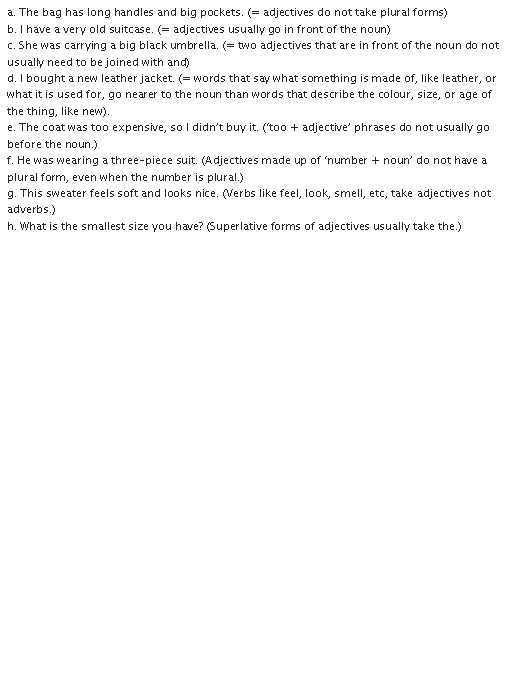 a. The bag has long handles and big pockets. (= adjectives do not take plural forms)
b. I have a very old suitcase. (= adjectives usually go in front of the noun)
c. She was carrying a big black umbrella. (= two adjectives that are in front of the noun do not
usually need to be joined with and)
d. I bought a new leather jacket. (= words that say what something is made of, like leather, or
what it is used for, go nearer to the noun than words that describe the colour, size, or age of
the thing, like new).
e. The coat was too expensive, so I didn’t buy it. (‘too + adjective’ phrases do not usually go
before the noun.)
f. He was wearing a three-piece suit. (Adjectives made up of ‘number + noun’ do not have a
plural form, even when the number is plural.)
g. This sweater feels soft and looks nice. (Verbs like feel, look, smell, etc, take adjectives not
adverbs.)
h. What is the smallest size you have? (Superlative forms of adjectives usually take the.)